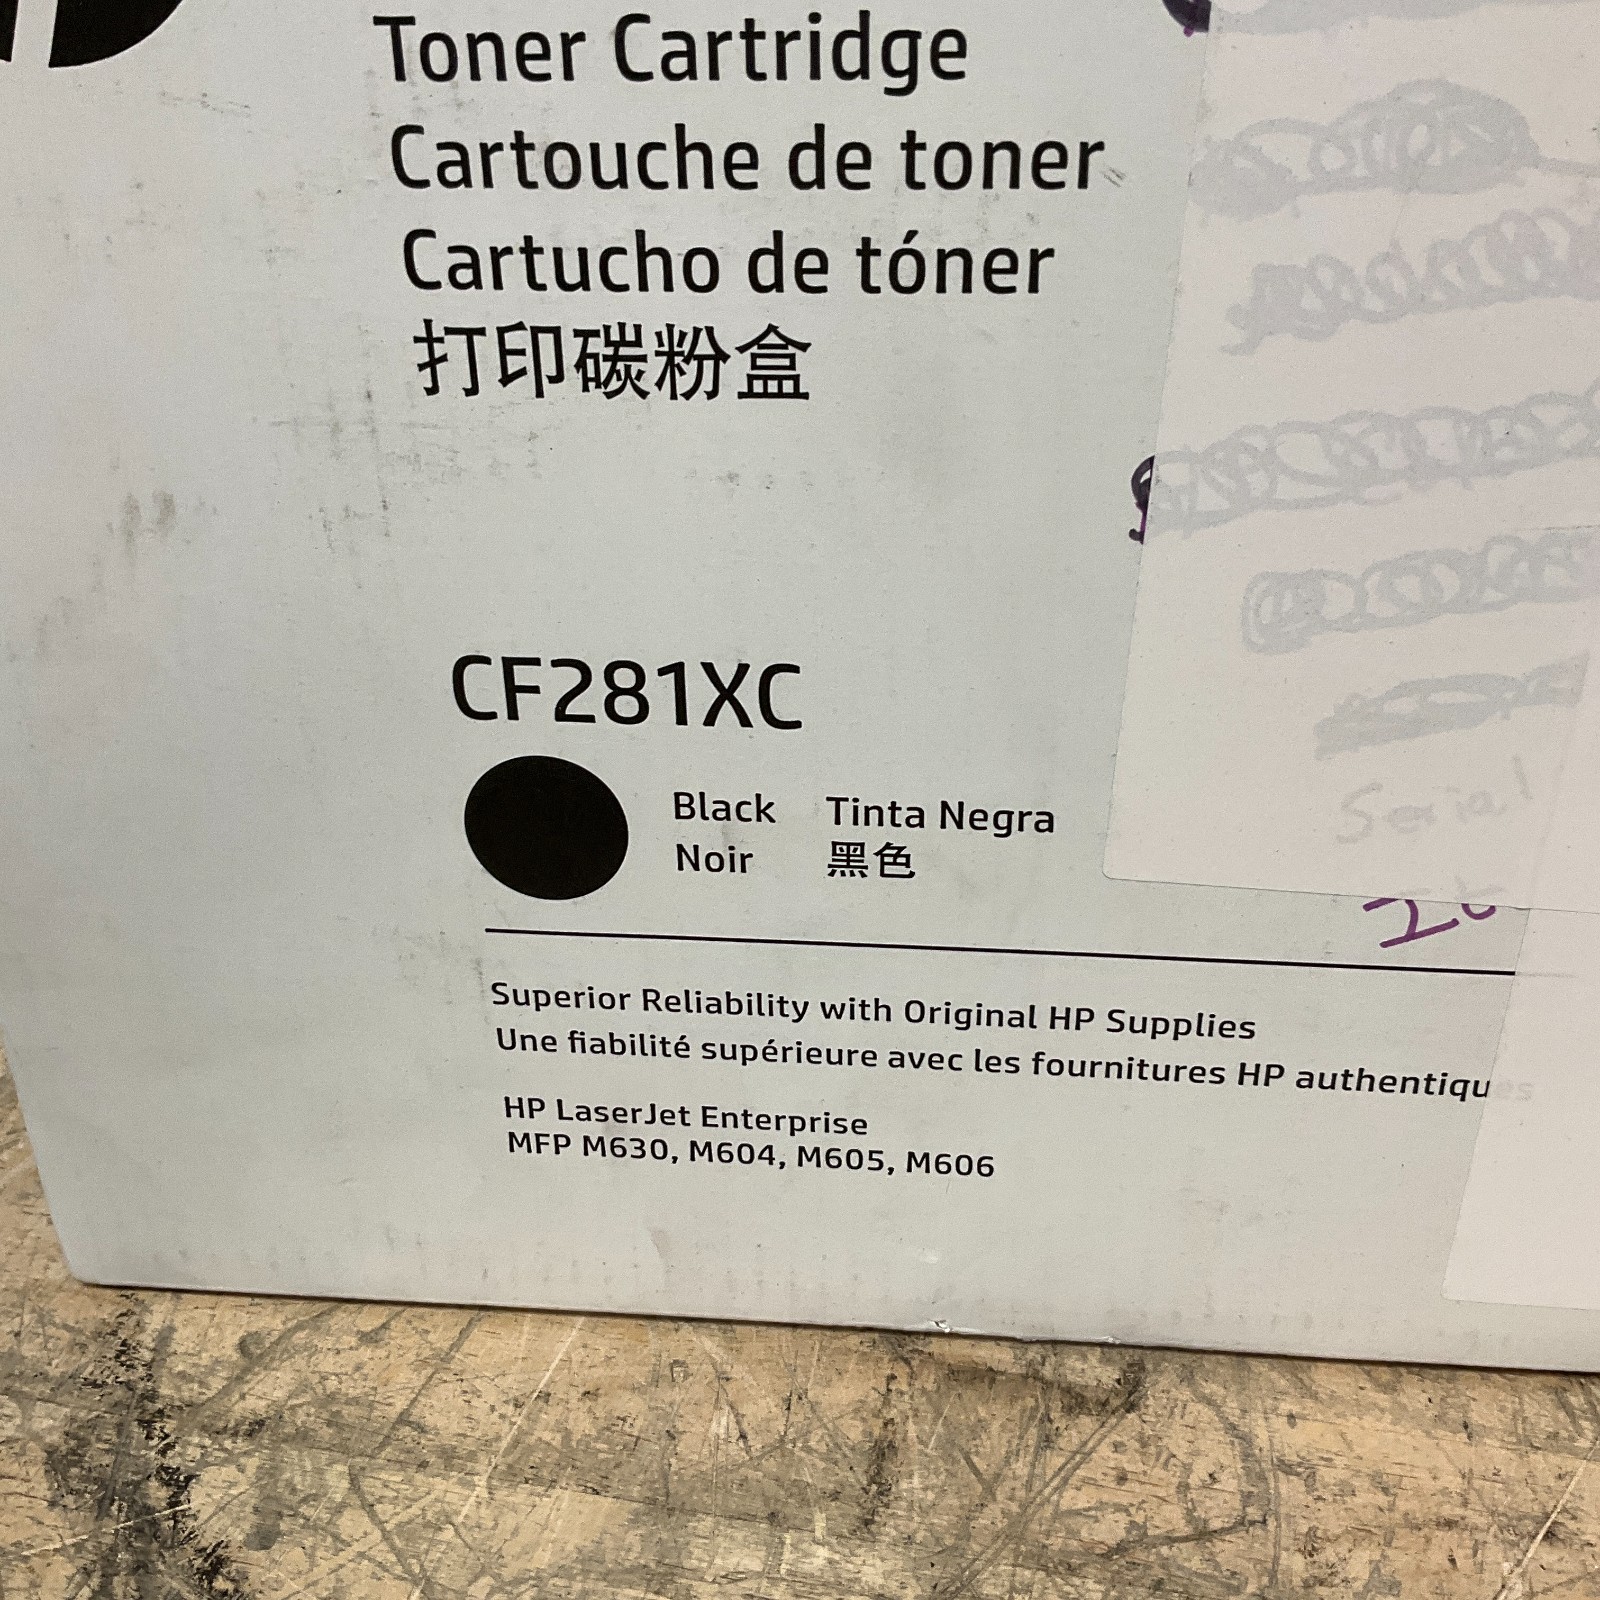 Toner Cartridge
Cartouche de toner
Cartucho de tóner
打印碳粉盒
CF281XC
Black Tinta Negra
Noir 黑色
Serial
Superior Reliability with Original HP Supplies
Une fiabilité supérieure avec les fournitures HP authentiques
HP LaserJet Enterprise
MFP M630, M604, M605, M606